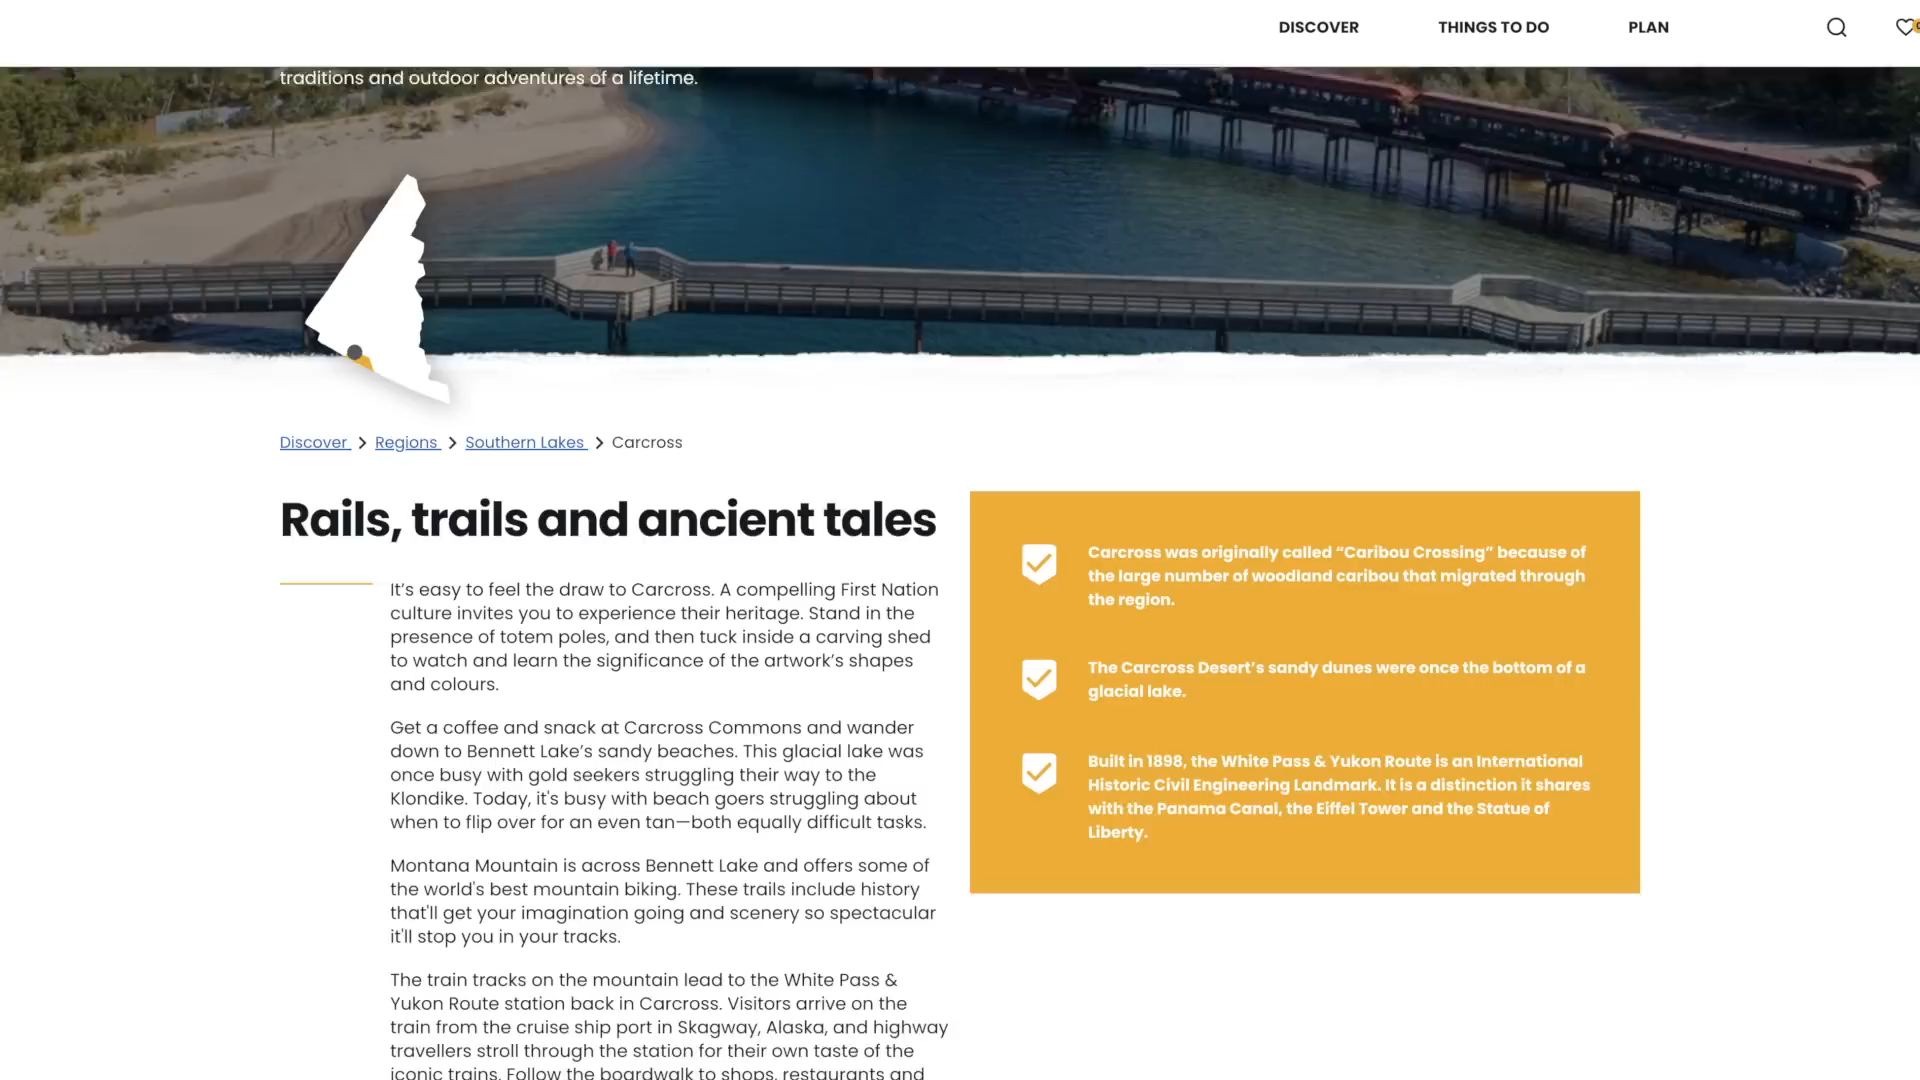 DISCOVER THINGS TO DO PLAN
traditions and outdoor adventures of a lifetime.
Discover Regions Southern Lakes Carcross
Rails, trails and ancient tales
It’s easy to feel the draw to Carcross. A compelling First Nation
culture invites you to experience their heritage. Stand in the
presence of totem poles, and then tuck inside a carving shed
to watch and learn the significance of the artwork’s shapes
and colours.
Get a coffee and snack at Carcross Commons and wander
down to Bennett Lake’s sandy beaches. This glacial lake was
once busy with gold seekers struggling their way to the
Klondike. Today, it's busy with beach goers struggling about
when to flip over for an even tan—both equally difficult tasks.
Montana Mountain is across Bennett Lake and offers some of
the world's best mountain biking. These trails include history
that'll get your imagination going and scenery so spectacular
it'll stop you in your tracks.
The train tracks on the mountain lead to the White Pass &
Yukon Route station back in Carcross. Visitors arrive on the
train from the cruise ship port in Skagway, Alaska, and highway
travellers stroll through the station for their own taste of the
iconic trains. Follow the boardwalk to shops, restaurants and
Carcross was originally called “Caribou Crossing” because of
the large number of woodland caribou that migrated through
the region.
The Carcross Desert’s sandy dunes were once the bottom of a
glacial lake.
Built in 1898, the White Pass & Yukon Route is an International
Historic Civil Engineering Landmark. It is a distinction it shares
with the Panama Canal, the Eiffel Tower and the Statue of
Liberty.